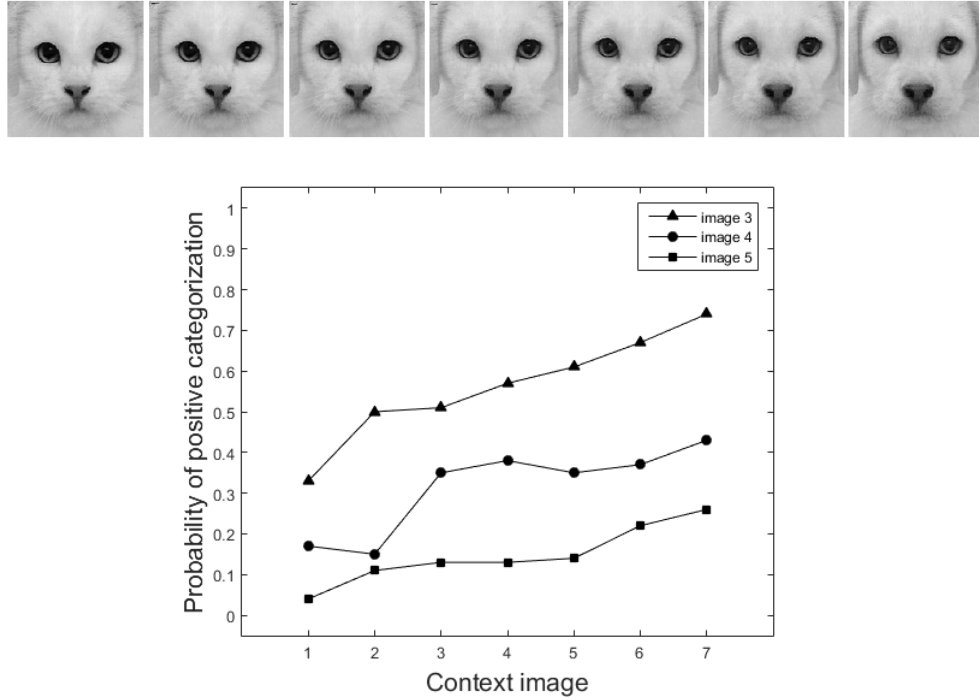 image 3
image 4
image 5
Probability of positive categorization
1
0.9
0.8
0.7
0.6
0.5
0.4
0.3
0.2
0.1
0
1 2 3 4 5 6 7
Context image